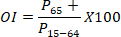 OI = P65 + / P15−64 X100